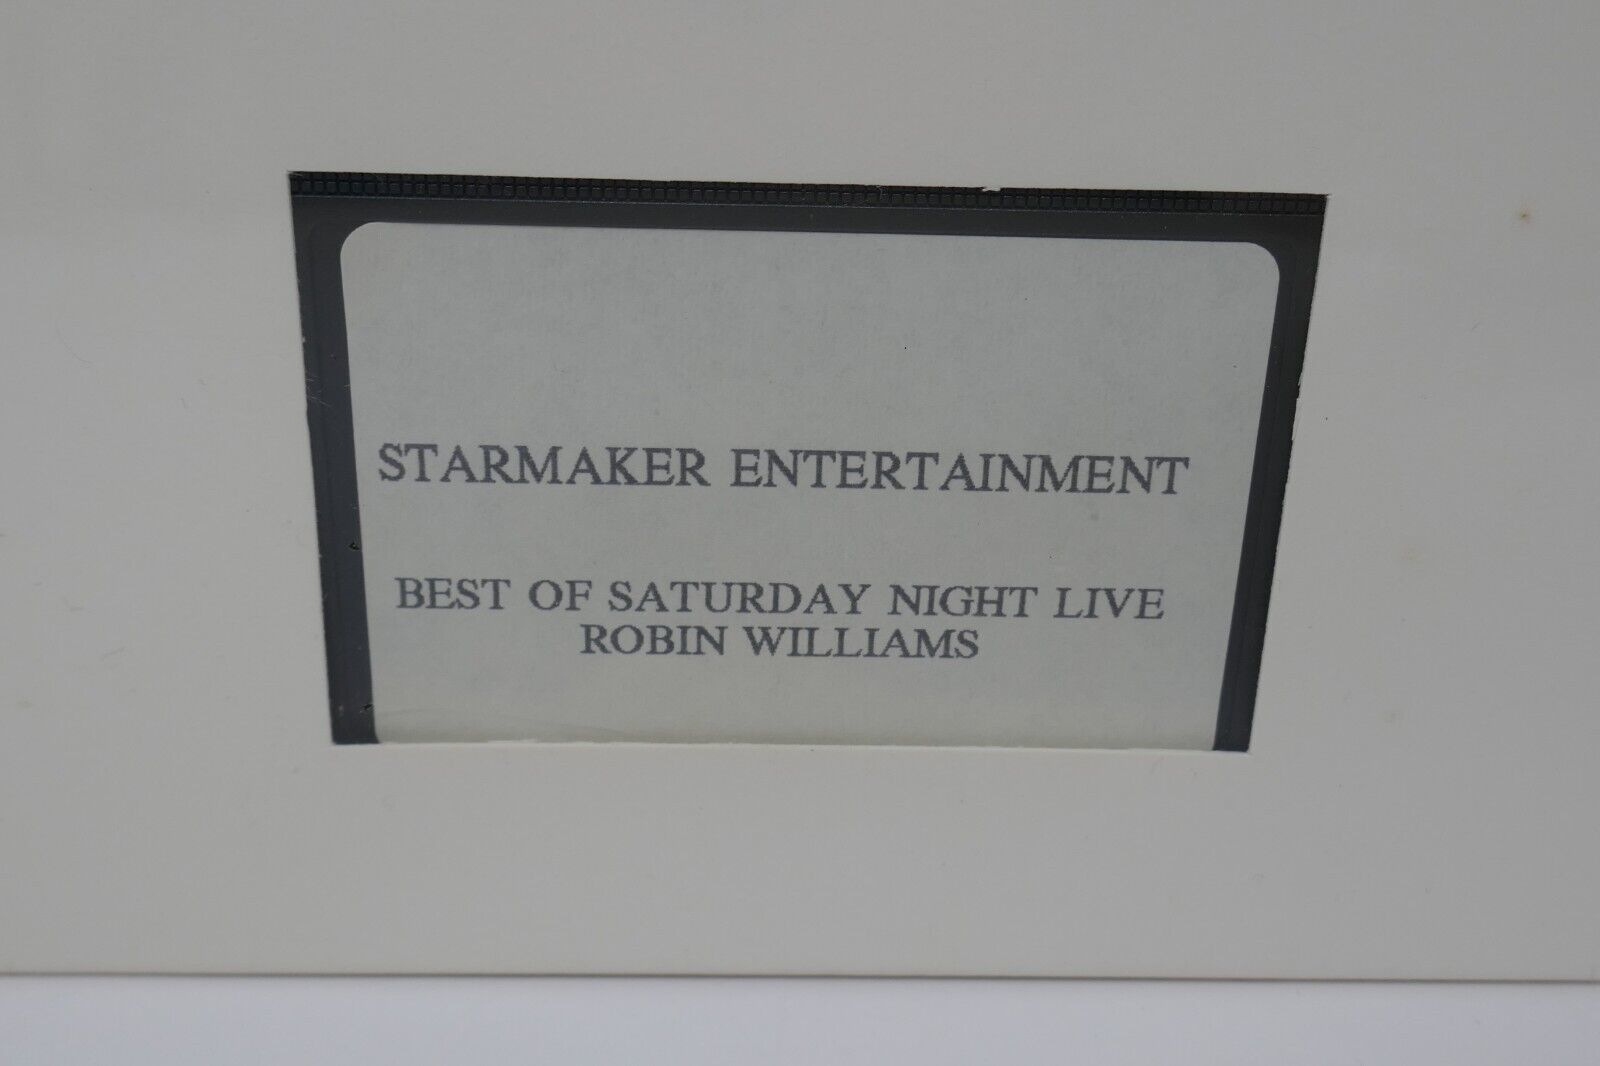 STARMAKER ENTERTAINMENT
BEST OF SATURDAY NIGHT LIVE
ROBIN WILLIAMS